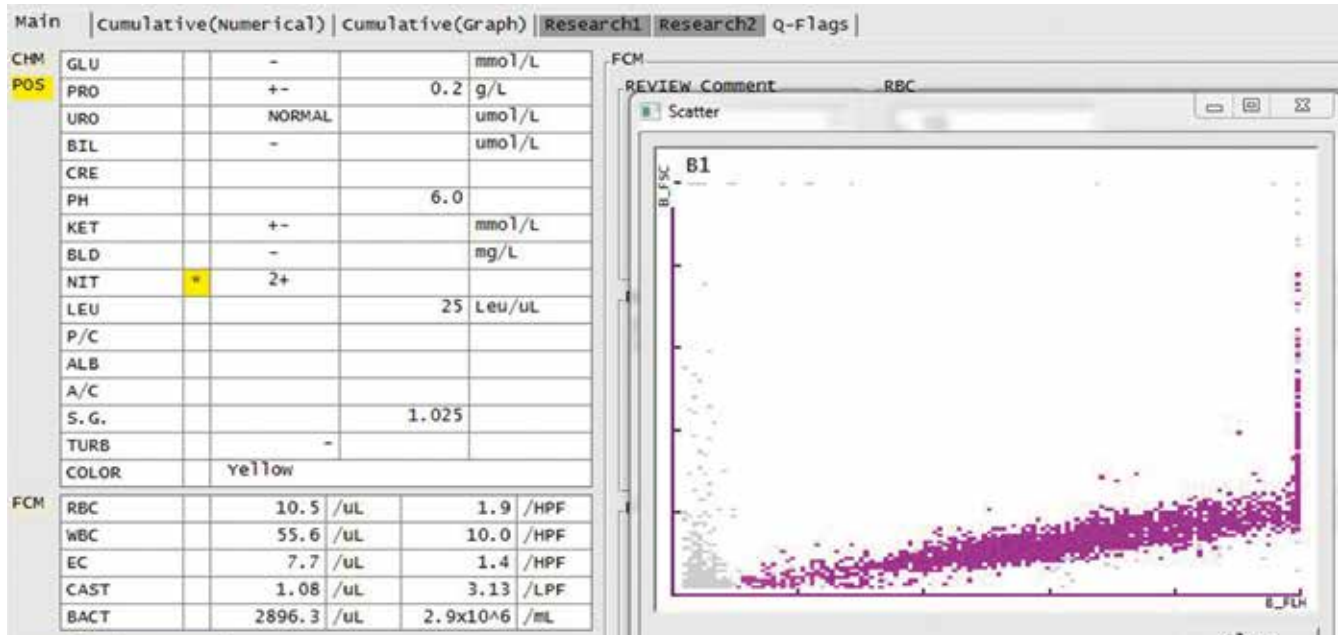 Main Cumulative(Numerical) Cumulative(Graph) Research1 Research2 Q-Flags
CHM
POS
GLU - mmol/L
PRO +- 0.2 g/L
URO NORMAL umol/L
BIL - umol/L
CRE
PH 6.0
KET +- mmol/L
BLD - mg/L
NIT * 2+
LEU 25 Leu/uL
P/C
ALB
A/C
S.G. 1.025
TURB -
COLOR Yellow
FCM
RBC 10.5 /uL 1.9 /HPF
WBC 55.6 /uL 10.0 /HPF
EC 7.7 /uL 1.4 /HPF
CAST 1.08 /uL 3.13 /LPF
BACT 2896.3 /uL 2.9x10^6 /mL
FCM
REVIEW Comment RBC
Scatter
B1
B_FSC
B_FLH